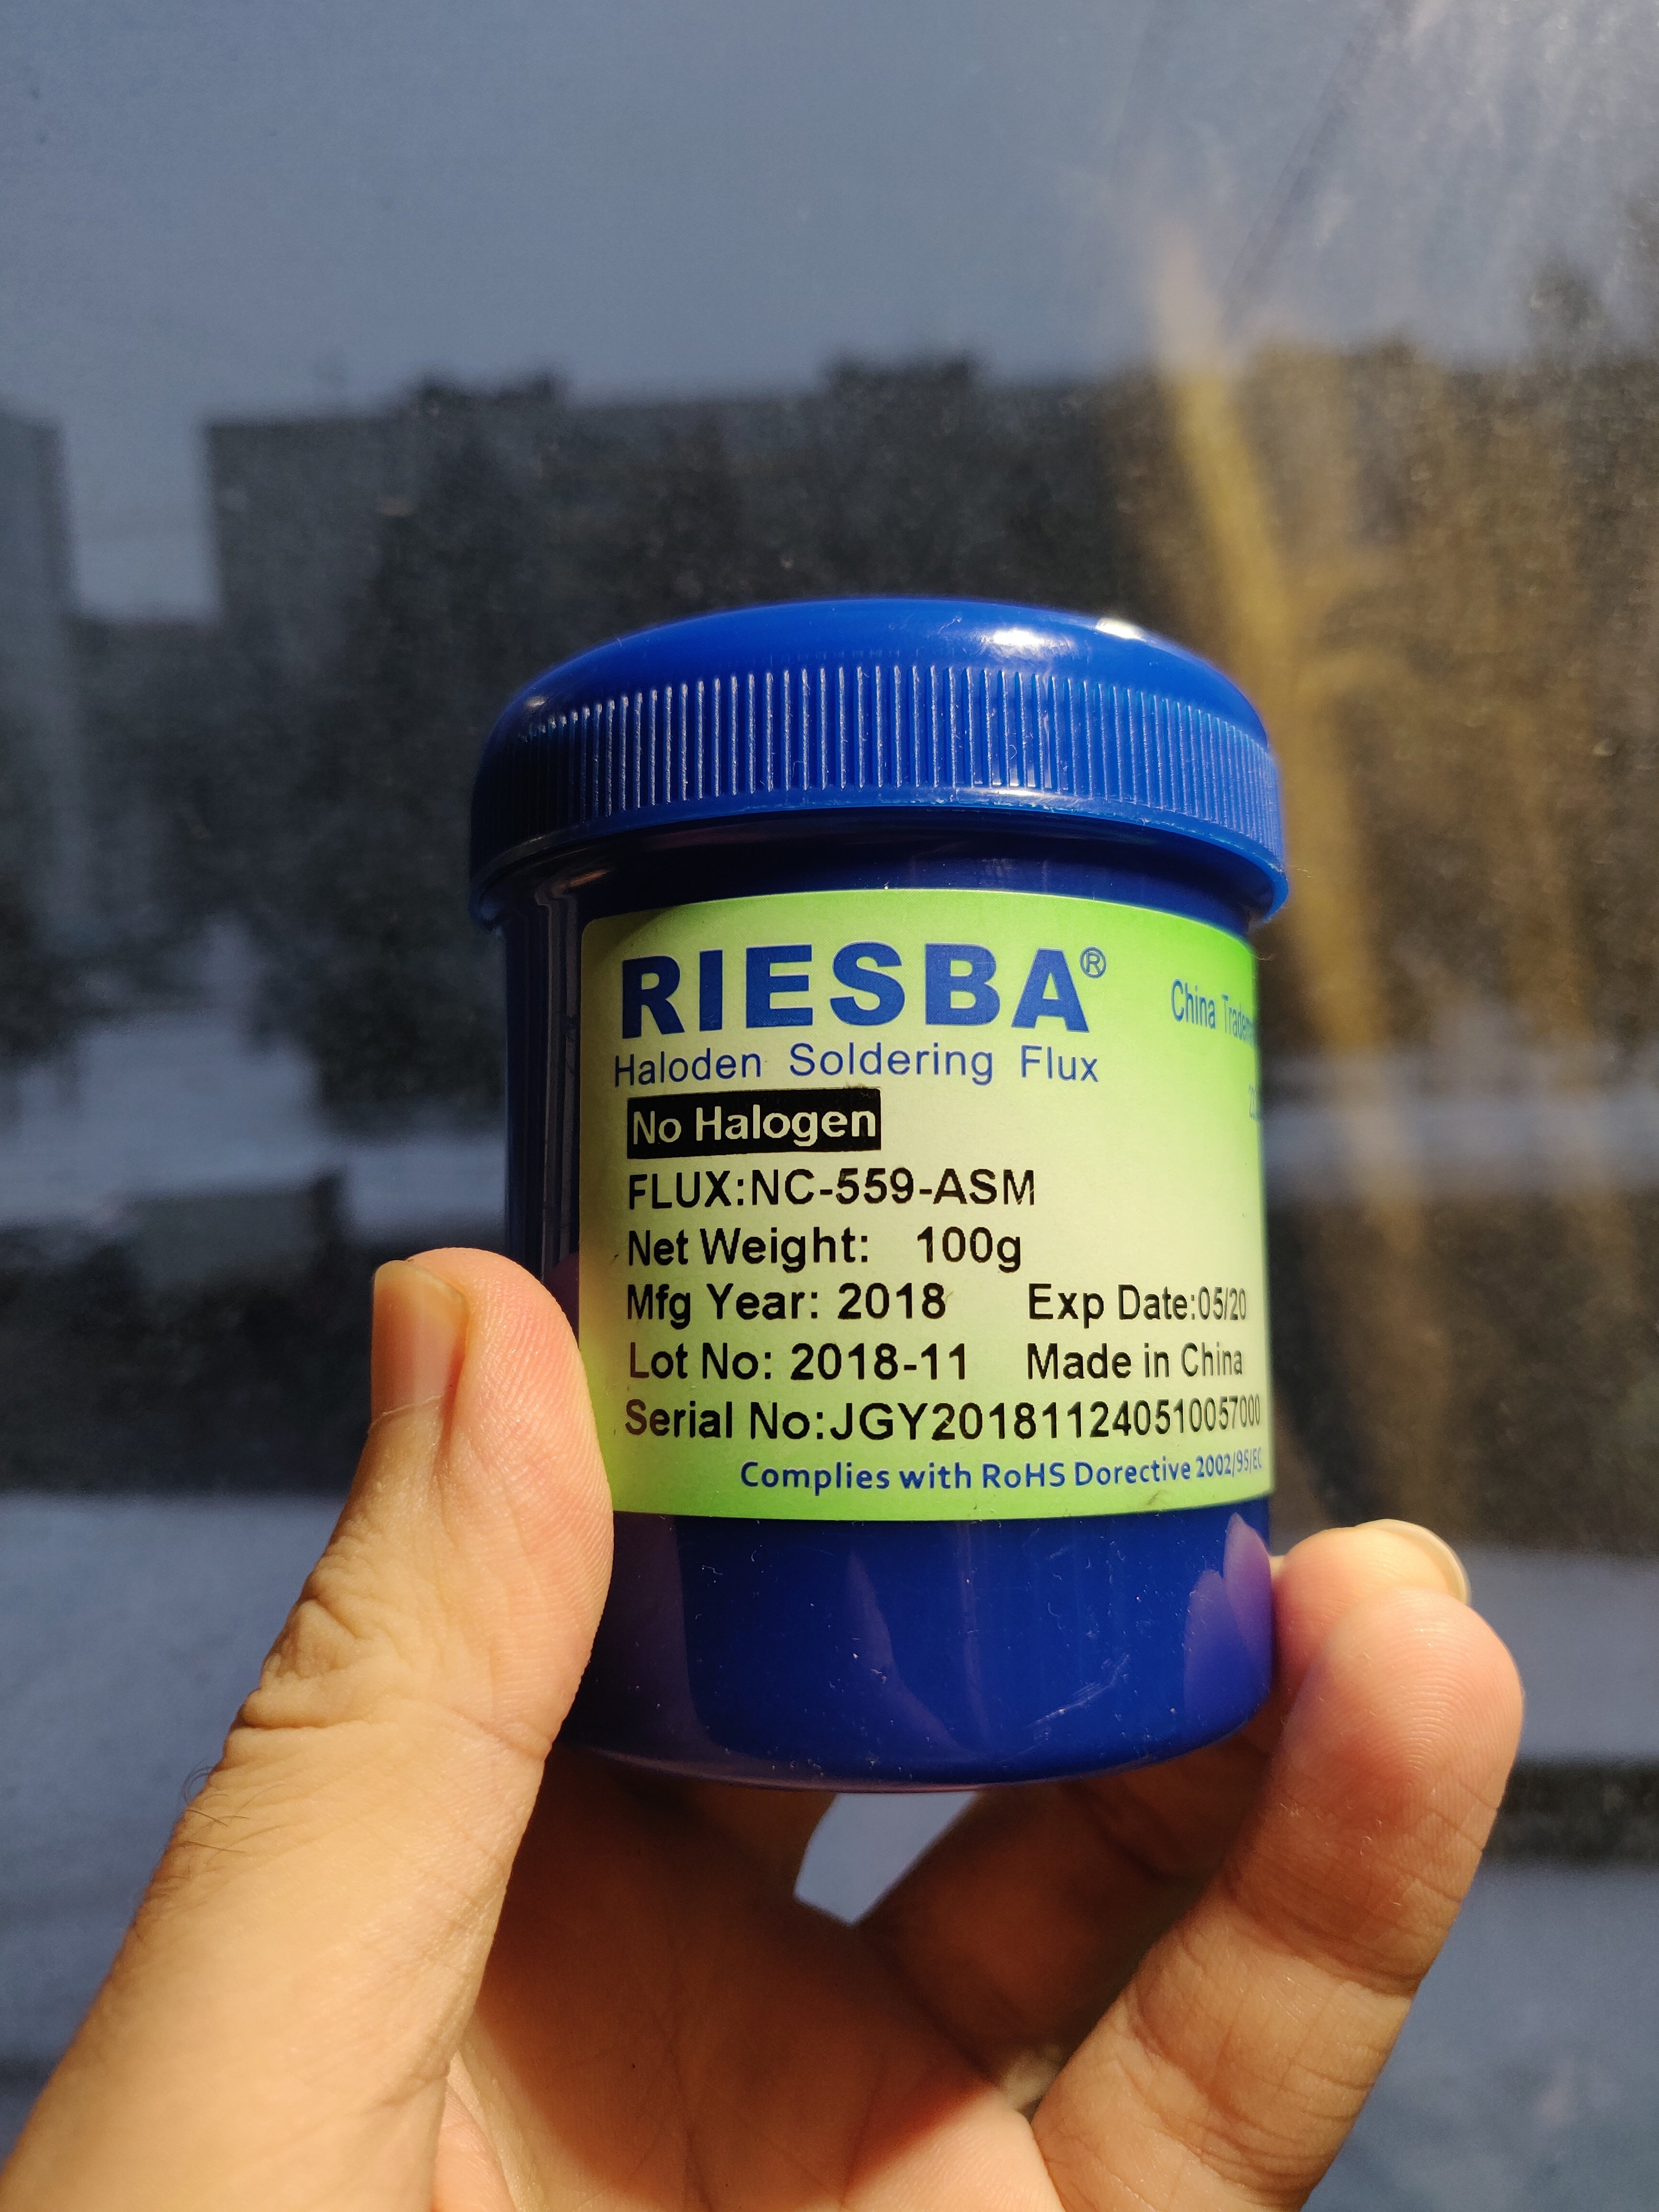 RIESBA®
Haloden Soldering Flux
China
No Halogen
FLUX:NC-559-ASM
Net Weight: 100g
Mfg Year: 2018 Exp Date:05/20
Lot No: 2018-11 Made in China
Serial No:JGY201811240510057000
Complies with RoHS Dorective 2002/95/EC